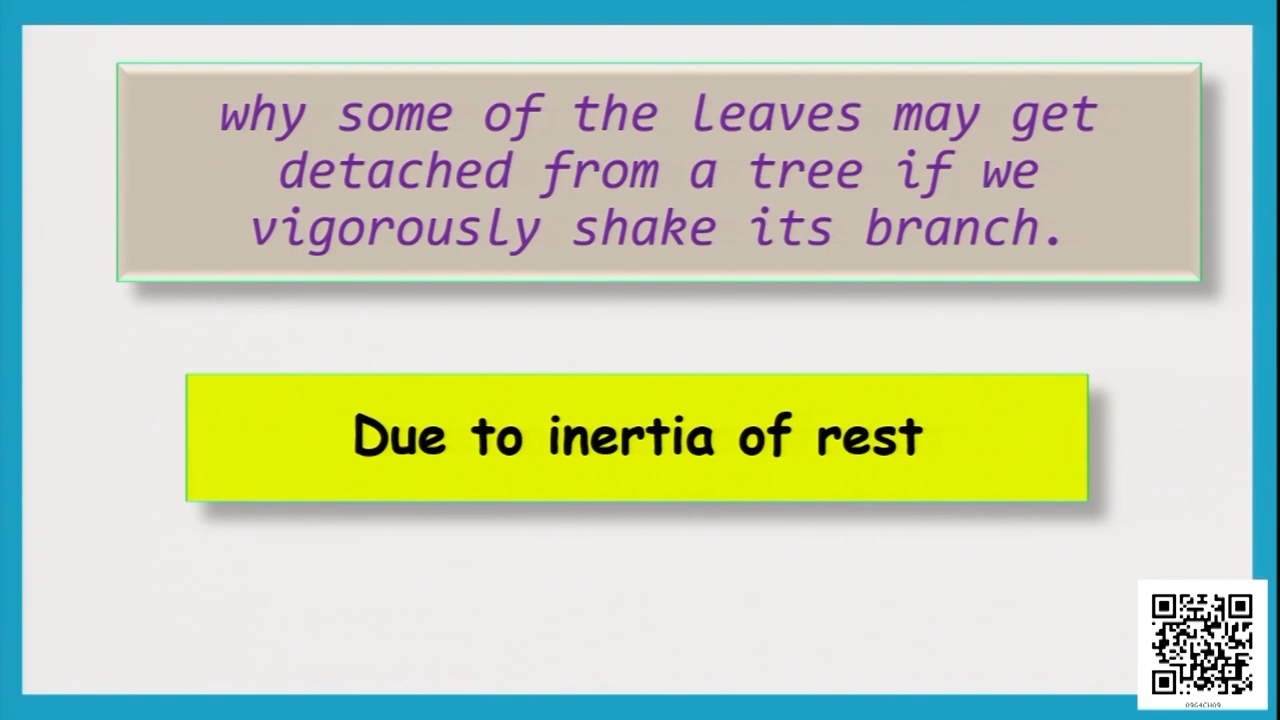 why some of the leaves may get
detached from a tree if we
vigorously shake its branch.
Due to inertia of rest
0964CH09